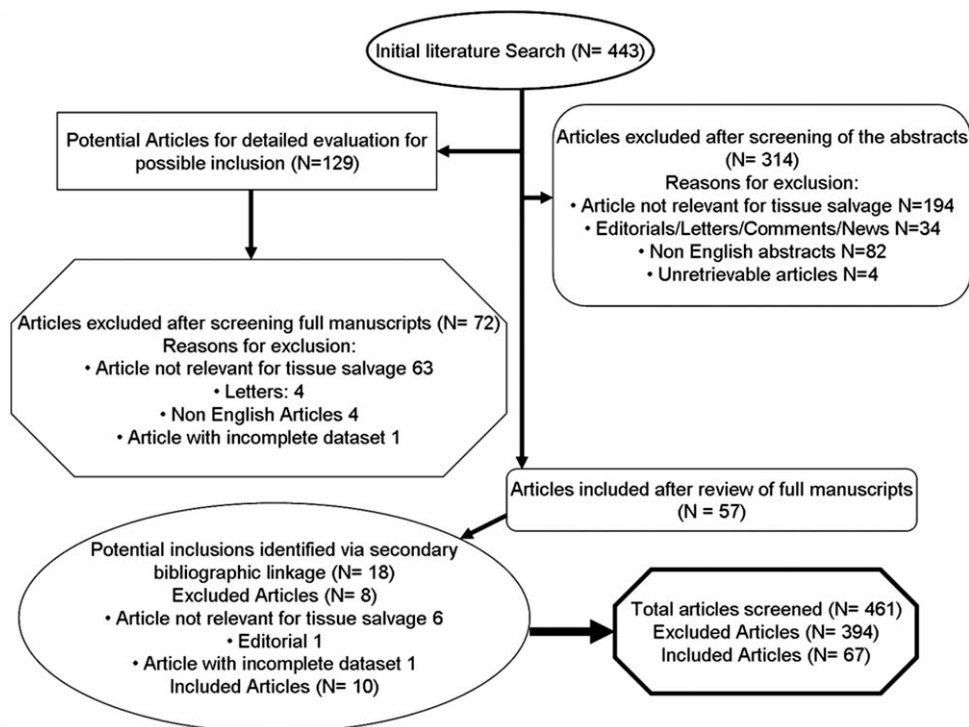 Initial literature Search (N= 443)
Potential Articles for detailed evaluation for
possible inclusion (N=129)
Articles excluded after screening of the abstracts
(N= 314)
Reasons for exclusion:
• Article not relevant for tissue salvage N=194
• Editorials/Letters/Comments/News N=34
• Non English abstracts N=82
• Unretrievable articles N=4
Articles excluded after screening full manuscripts (N= 72)
Reasons for exclusion:
• Article not relevant for tissue salvage 63
• Letters: 4
• Non English Articles 4
• Article with incomplete dataset 1
Articles included after review of full manuscripts
(N = 57)
Potential inclusions identified via secondary
bibliographic linkage (N= 18)
Excluded Articles (N= 8)
• Article not relevant for tissue salvage 6
• Editorial 1
• Article with incomplete dataset 1
Included Articles (N= 10)
Total articles screened (N= 461)
Excluded Articles (N= 394)
Included Articles (N= 67)